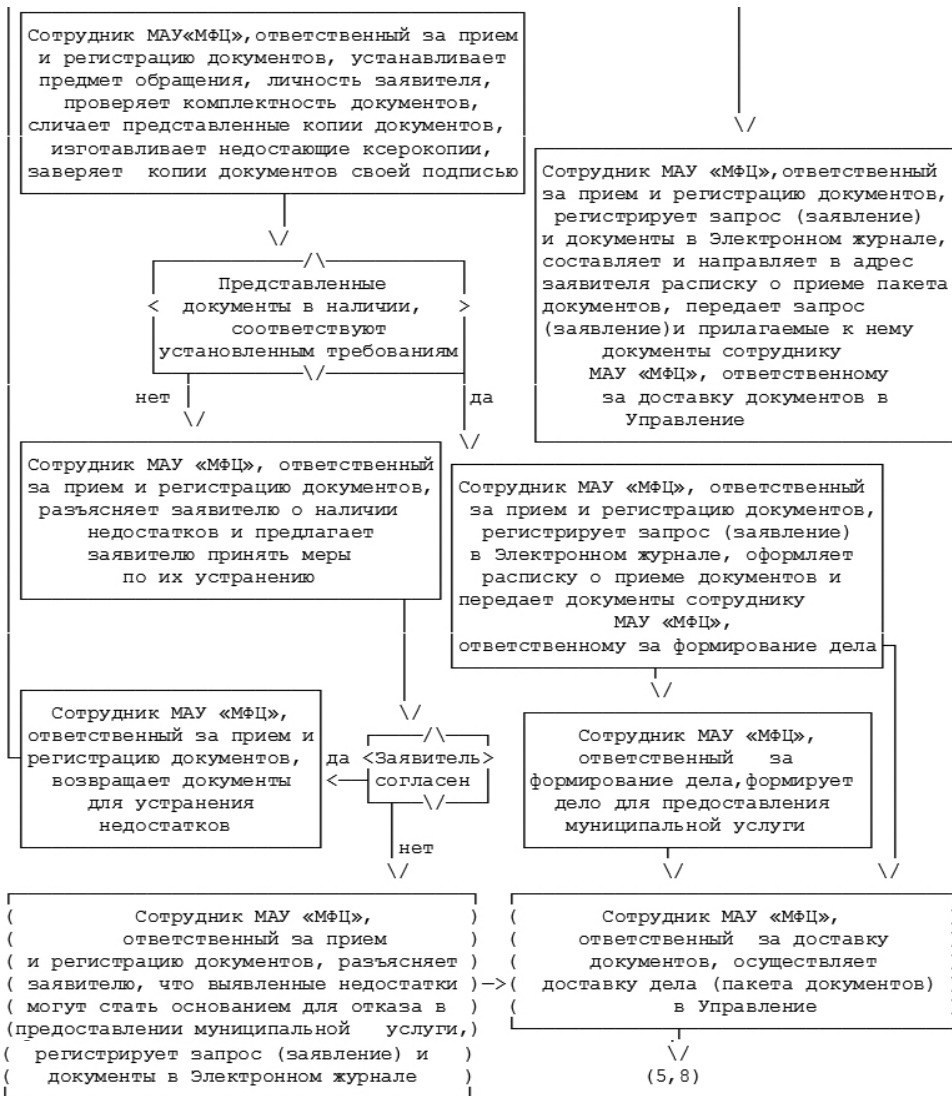 Сотрудник МАУ«МФЦ»,ответственный за прием
и регистрацию документов, устанавливает
предмет обращения, личность заявителя,
проверяет комплектность документов,
сличает представленные копии документов,
изготавливает недостающие ксерокопии,
заверяет копии документов своей подписью
Сотрудник МАУ «МФЦ»,ответственный
за прием и регистрацию документов,
регистрирует запрос (заявление)
и документы в Электронном журнале,
составляет и направляет в адрес
заявителя расписку о приеме пакета
документов, передает запрос
(заявление)и прилагаемые к нему
документы сотруднику
МАУ «МФЦ», ответственному
за доставку документов в
Управление
Представленные
документы в наличии,
соответствуют
установленным требованиям
нет
да
Сотрудник МАУ «МФЦ», ответственный
за прием и регистрацию документов,
разъясняет заявителю о наличии
недостатков и предлагает
заявителю принять меры
по их устранению
Сотрудник МАУ «МФЦ», ответственный
за прием и регистрацию документов,
регистрирует запрос (заявление)
в Электронном журнале, оформляет
расписку о приеме документов и
передает документы сотруднику
МАУ «МФЦ»,
ответственному за формирование дела
Сотрудник МАУ «МФЦ»,
ответственный за прием и
регистрацию документов,
возвращает документы
для устранения
недостатков
да
Заявитель
согласен
нет
Сотрудник МАУ «МФЦ»,
ответственный за
формирование дела,формирует
дело для предоставления
муниципальной услуги
Сотрудник МАУ «МФЦ»,
ответственный за прием
и регистрацию документов, разъясняет
заявителю, что выявленные недостатки
могут стать основанием для отказа в
предоставлении муниципальной услуги,
регистрирует запрос (заявление) и
документы в Электронном журнале
Сотрудник МАУ «МФЦ»,
ответственный за доставку
документов, осуществляет
доставку дела (пакета документов)
в Управление
(5,8)